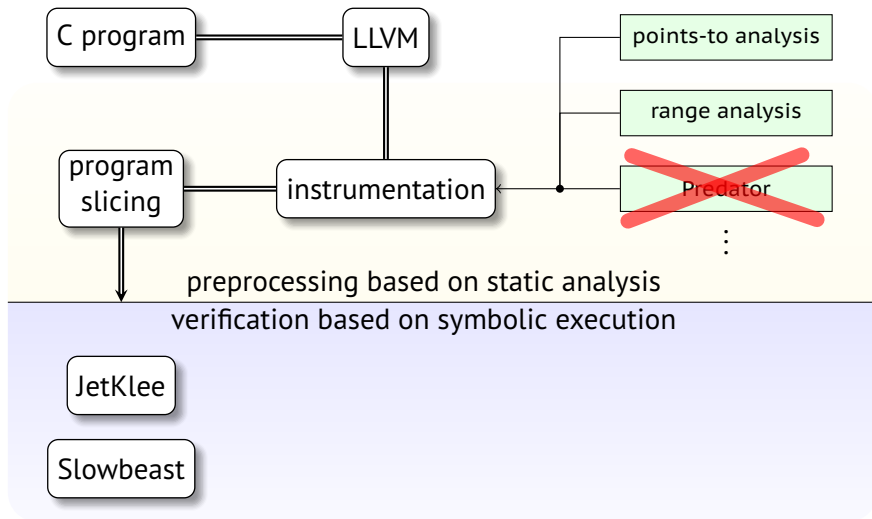 C program
LLVM
points-to analysis
range analysis
program
slicing
instrumentation
Predator
⋮
preprocessing based on static analysis
verification based on symbolic execution
JetKlee
Slowbeast